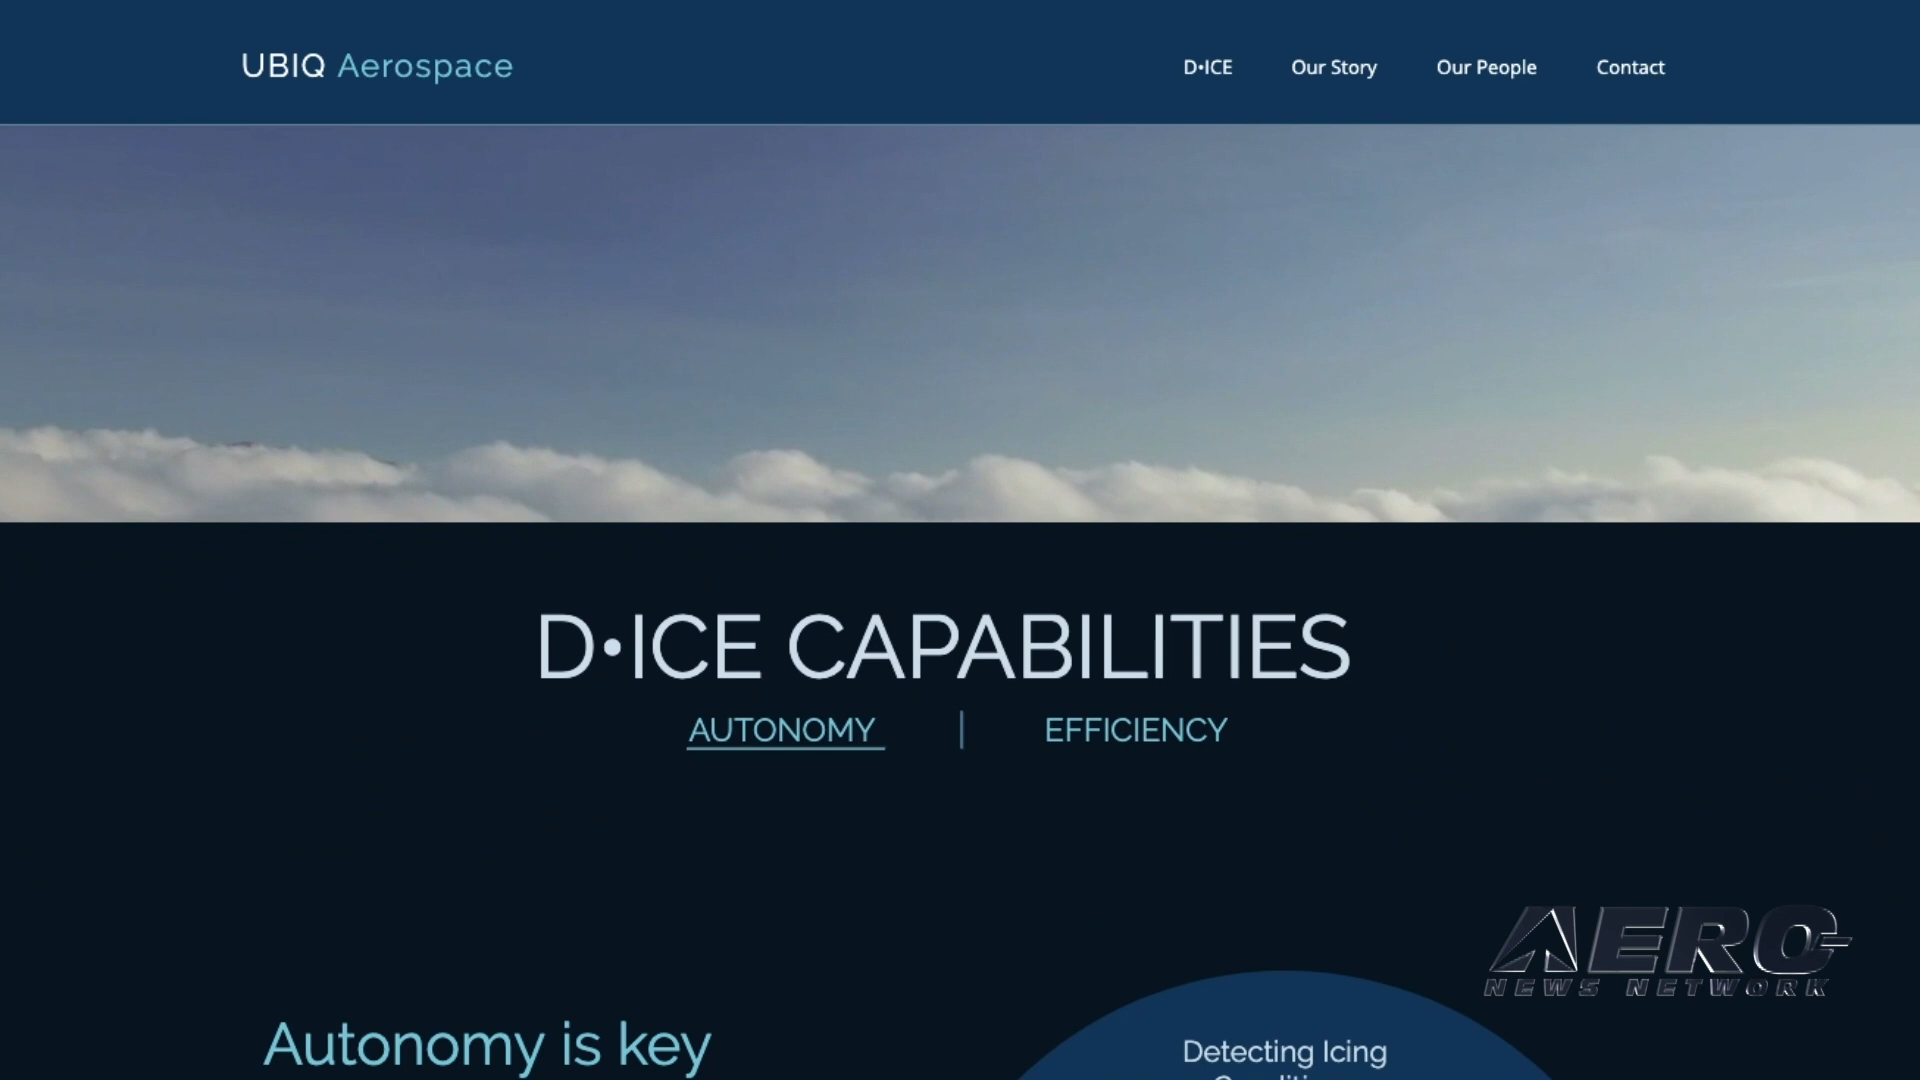 UBIQ Aerospace
D•ICE Our Story Our People Contact
D•ICE CAPABILITIES
AUTONOMY | EFFICIENCY
Autonomy is key
Detecting Icing
AERO
NEWS NETWORK